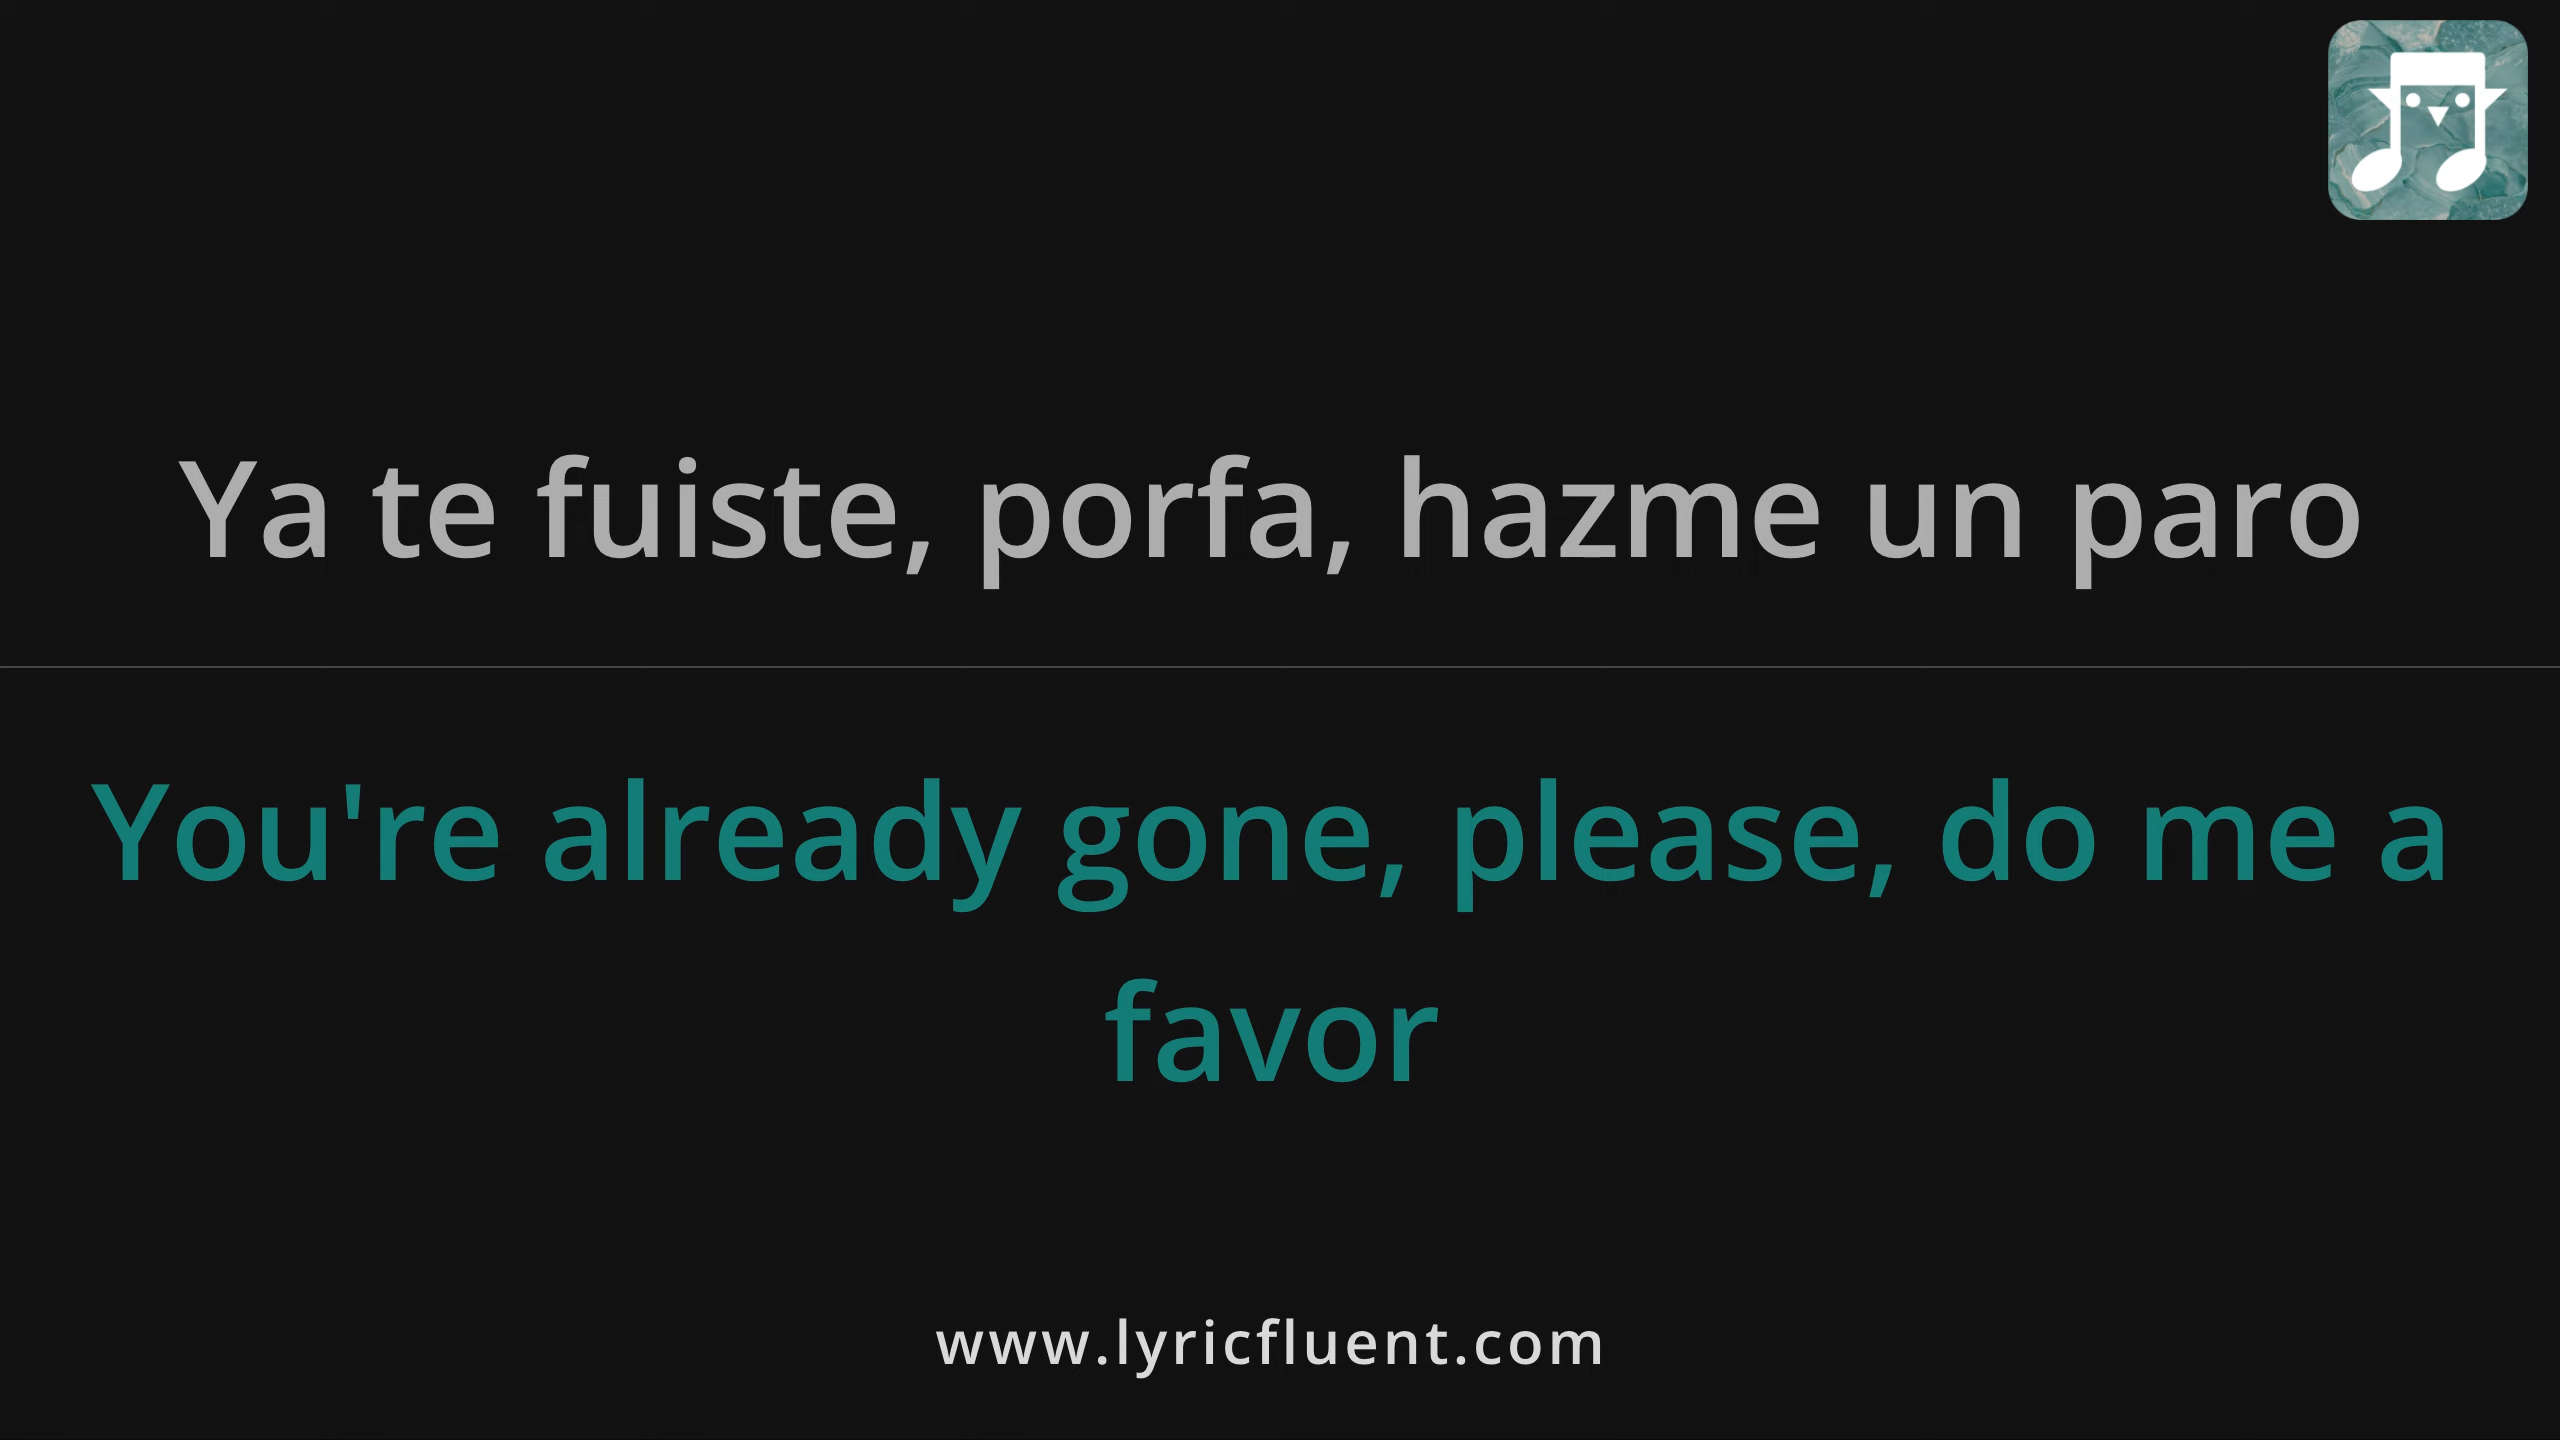 Ya te fuiste, porfa, hazme un paro
You're already gone, please, do me a
favor
www.lyricfluent.com